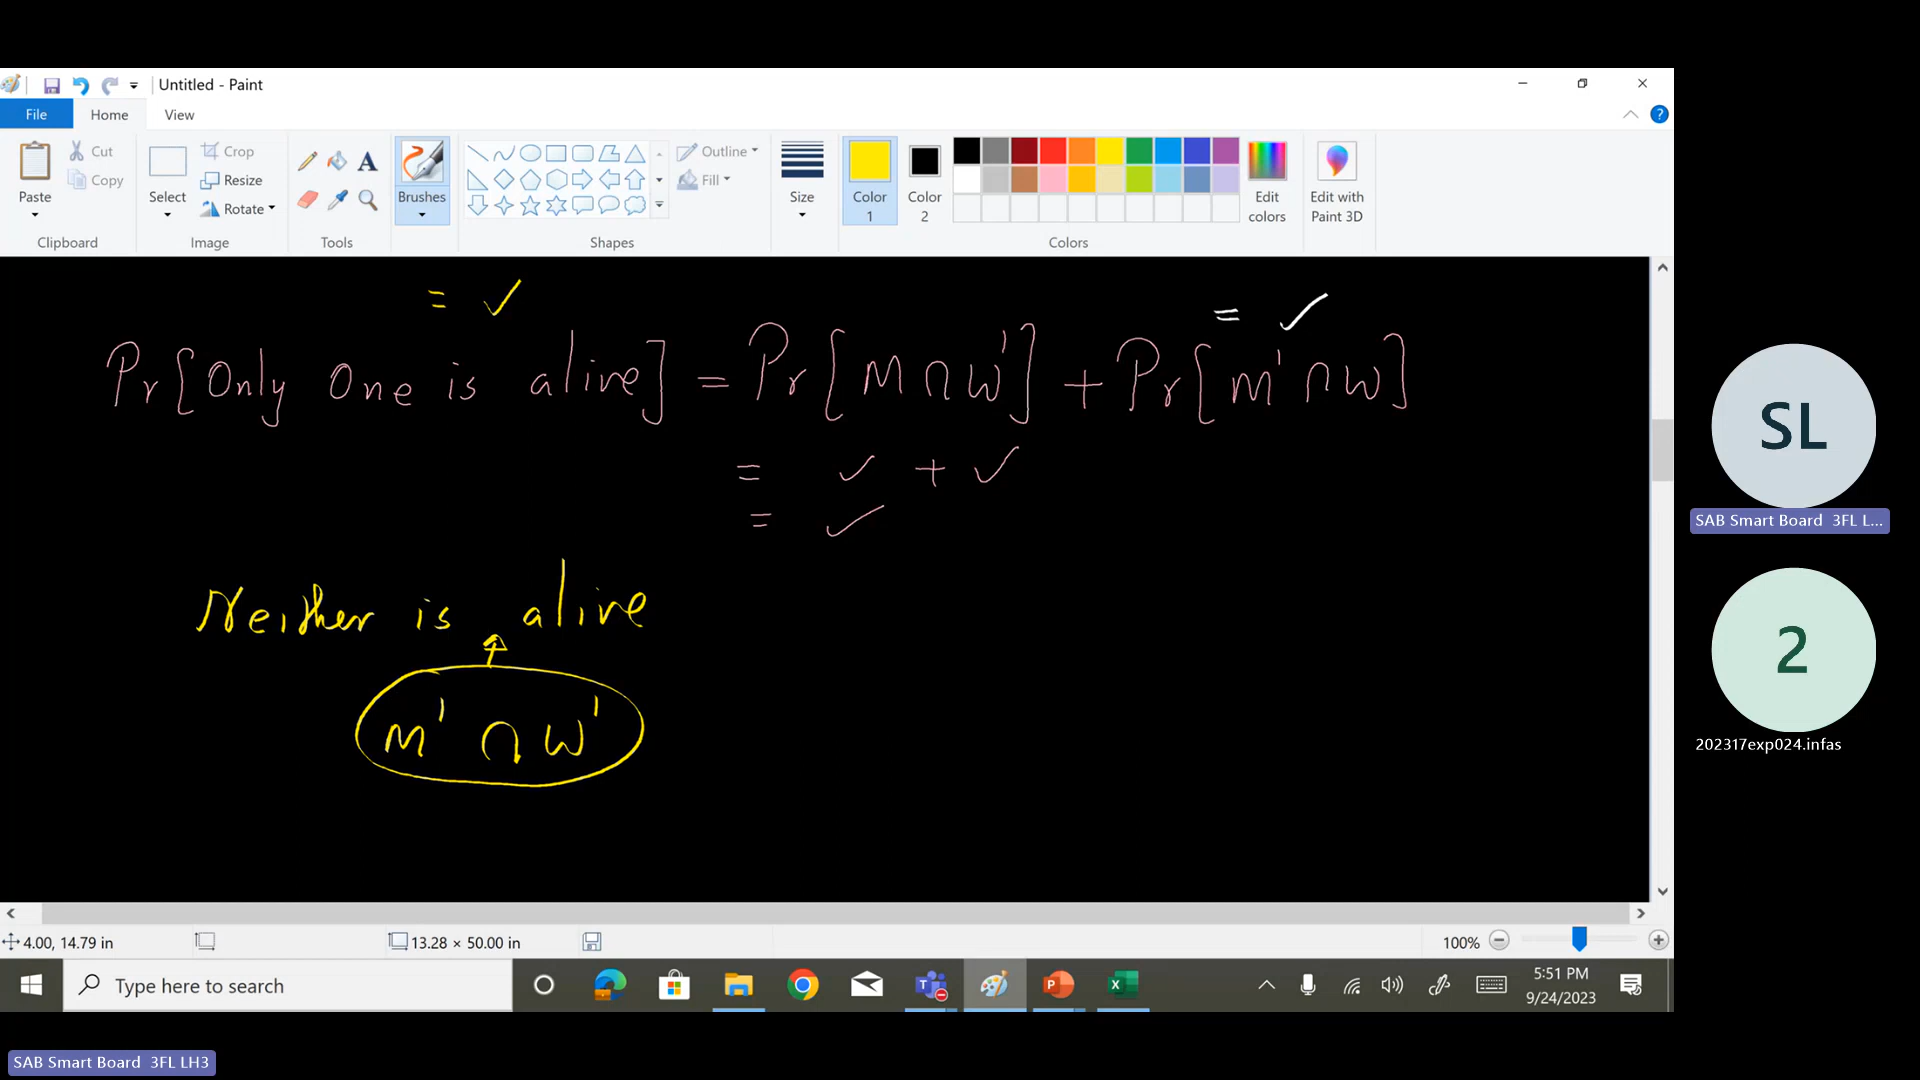 Untitled - Paint
File Home View
Paste
Cut
Copy
Clipboard
Select
Crop
Resize
Rotate
Image
A
Tools
Brushes
Outline
Fill
Shapes
Size
Color 1
Color 2
Edit colors
Edit with Paint 3D
Colors
?
= ✓
= ✓
Pr[Only One is alive] = Pr[M∩W'] + Pr[M'∩W]
= ✓ + ✓
= ✓
Neither is alive
M' ∩ W'
4.00, 14.79 in
13.28 × 50.00 in
100%
Type here to search
5:51 PM
9/24/2023
SL
SAB Smart Board 3FL L...
2
202317exp024.infas
SAB Smart Board 3FL LH3